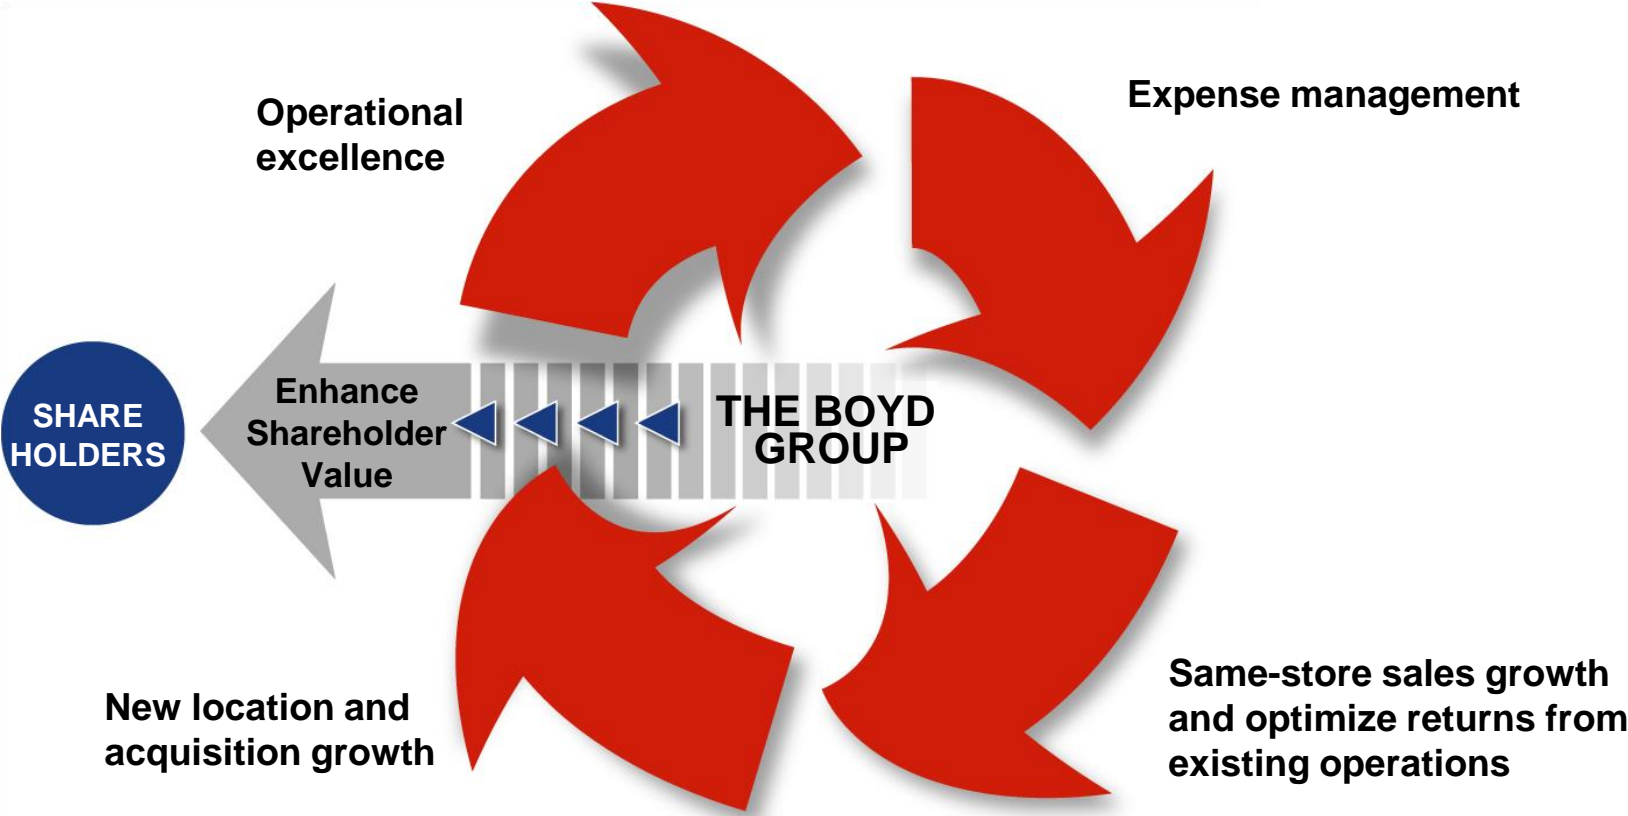 Operational
excellence
Expense management
SHARE
HOLDERS
Enhance
Shareholder
Value
THE BOYD
GROUP
New location and
acquisition growth
Same-store sales growth
and optimize returns from
existing operations